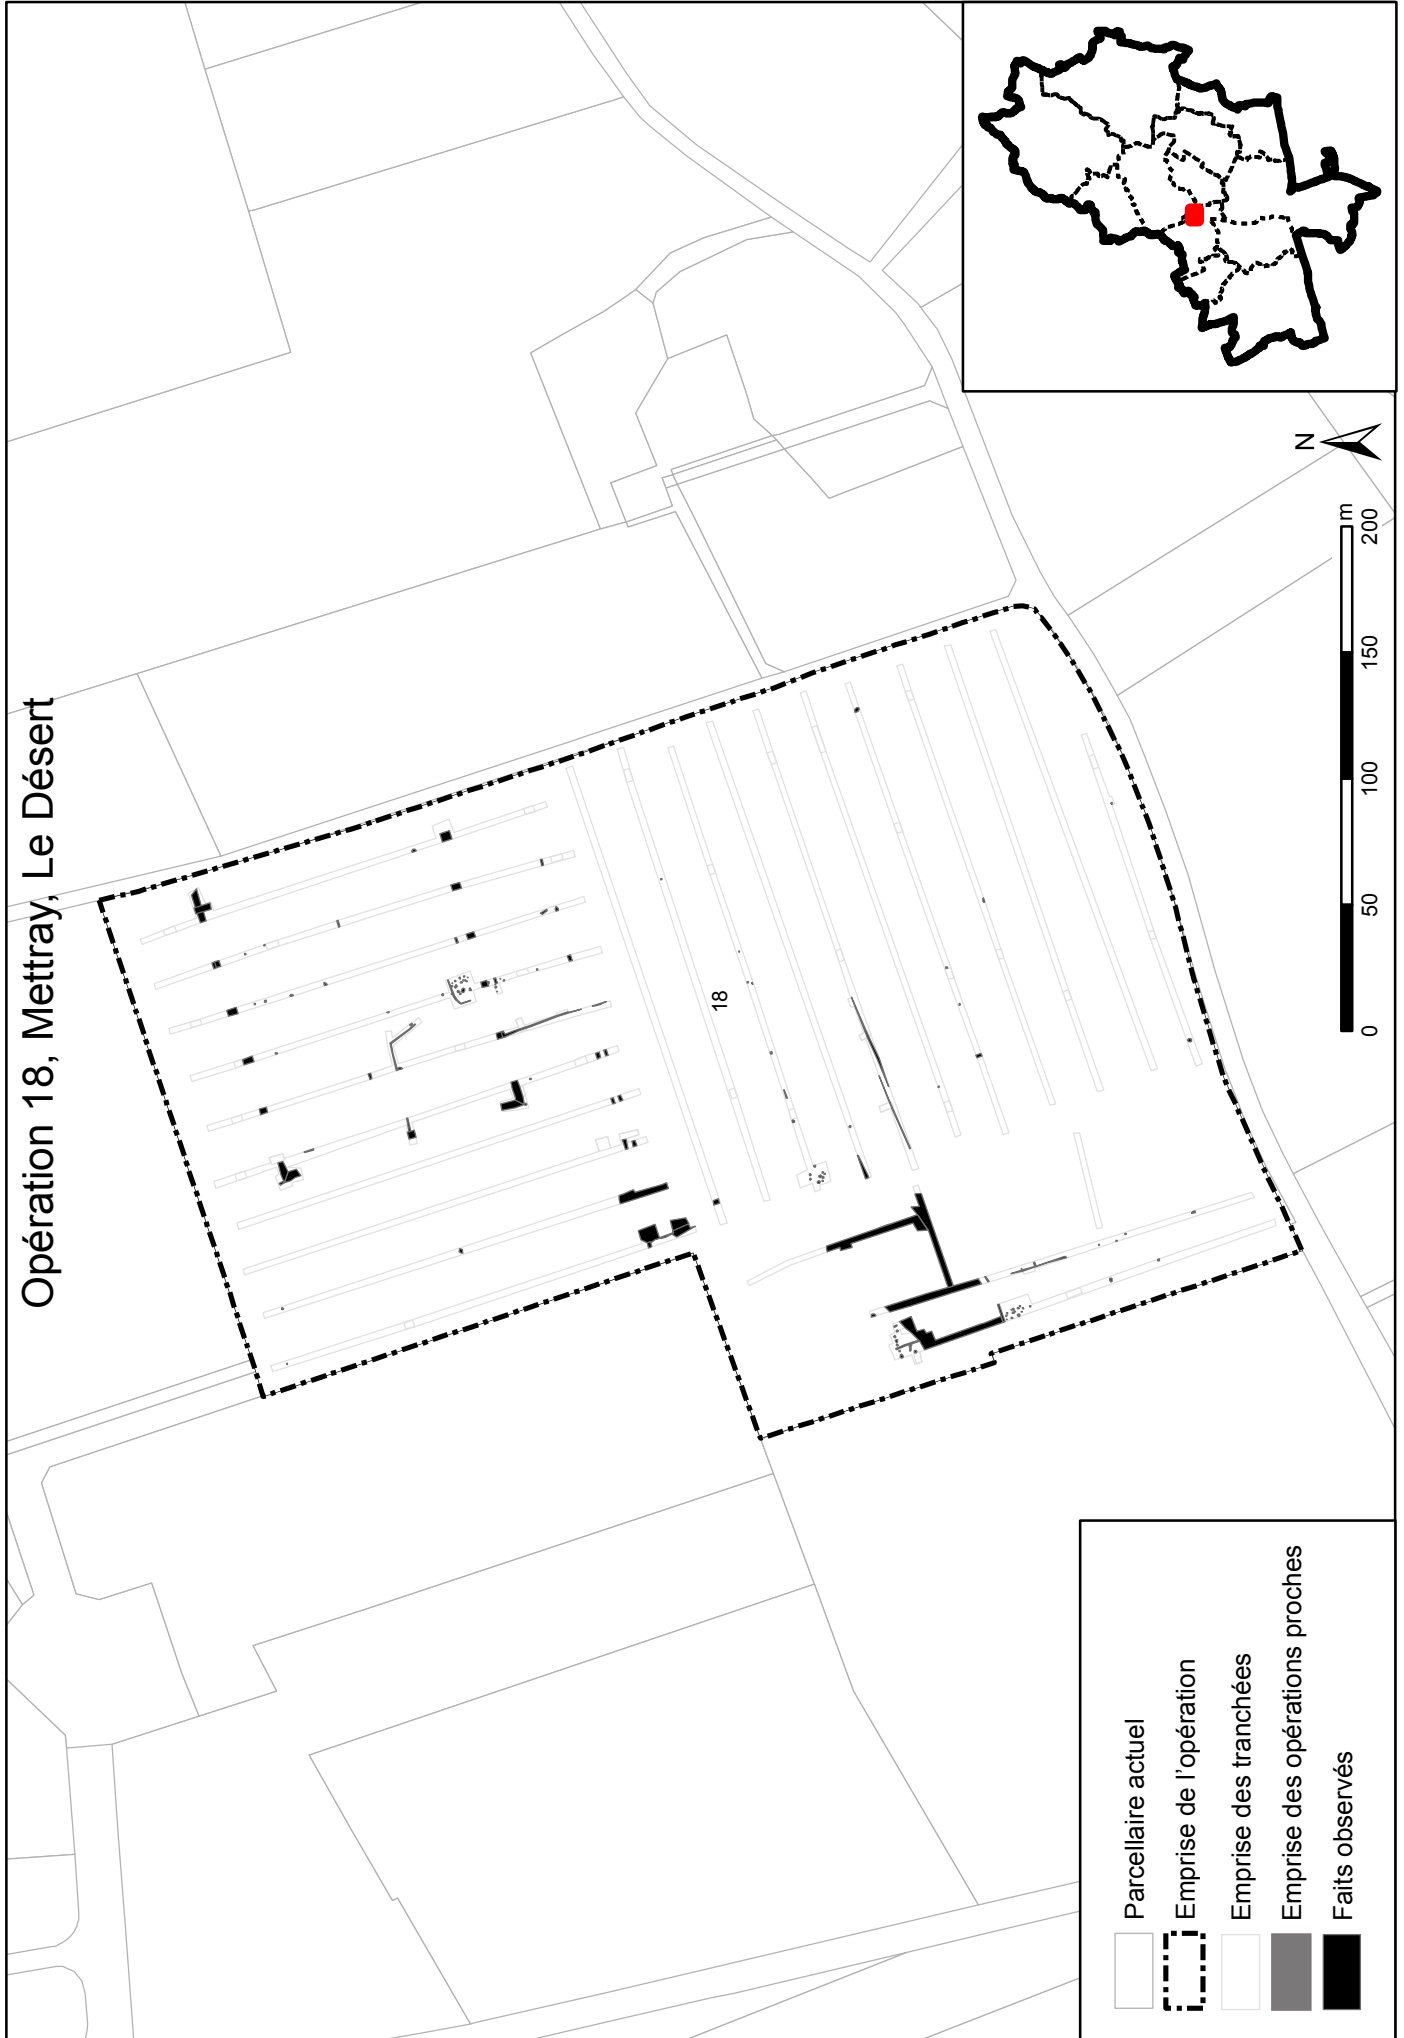 Opération 18, Mettray, Le Désert
18
N
0 50 100 150 200 m
Parcellaire actuel
Emprise de l'opération
Emprise des tranchées
Emprise des opérations proches
Faits observés